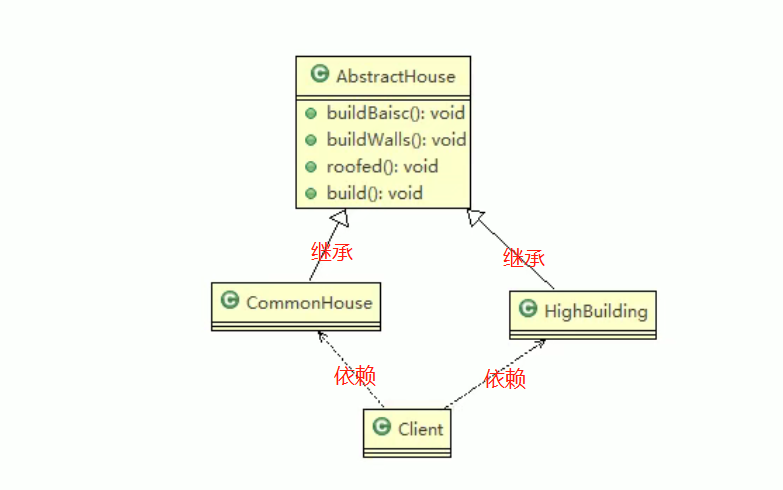 C AbstractHouse
buildBaisc(): void
buildWalls(): void
roofed(): void
build(): void
继承
继承
C CommonHouse
C HighBuilding
依赖
依赖
C Client